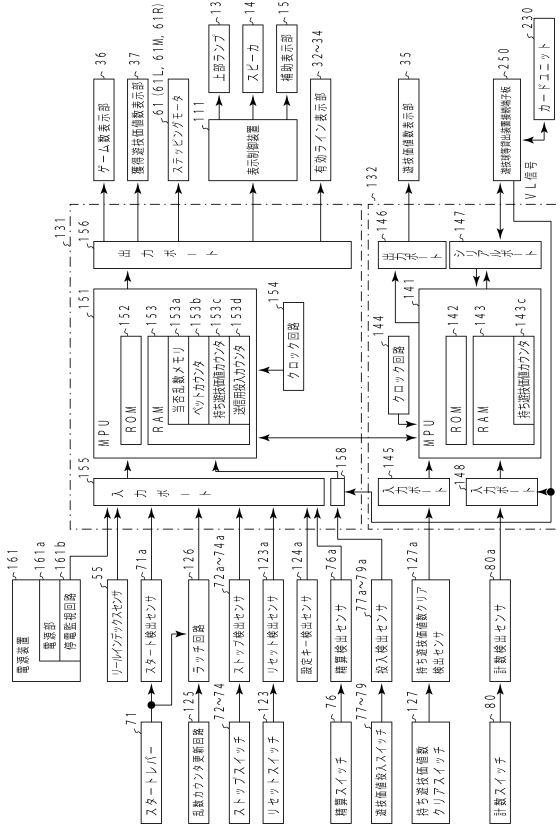 スタートレバー
71
乱数カウンタ更新回路
125
ストップスイッチ
72~74
リセットスイッチ
123
精算スイッチ
76
遊技価値投入スイッチ
77~79
持ち遊技価値数
クリアスイッチ
127
計数スイッチ
80
電源装置
161
電源部
161a
停電監視回路
161b
リールインデックスセンサ
55
スタート検出センサ
71a
ラッチ回路
126
ストップ検出センサ
72a~74a
リセット検出センサ
123a
設定キー検出センサ
124a
精算検出センサ
76a
投入検出センサ
77a~79a
持ち遊技価値数クリア
検出センサ
127a
計数検出センサ
80a
131
入力ポート
155
158
MPU
151
ROM
152
RAM
153
当否乱数メモリ
153a
ベットカウンタ
153b
持ち遊技価値カウンタ
153c
送信用投入カウンタ
153d
クロック回路
154
出力ポート
156
132
入力ポート
145
入力ポート
148
クロック回路
144
MPU
141
ROM
142
RAM
143
持ち遊技価値カウンタ
143c
出力ポート
146
シリアルポート
147
ゲーム数表示部
36
獲得遊技価値数表示部
37
ステッピングモータ
61(61L, 61M, 61R)
表示制御装置
111
上部ランプ
13
スピーカ
14
補助表示部
15
有効ライン表示部
32~34
遊技価値数表示部
35
遊技球等貸出装置接続端子板
250
VL信号
カードユニット
230